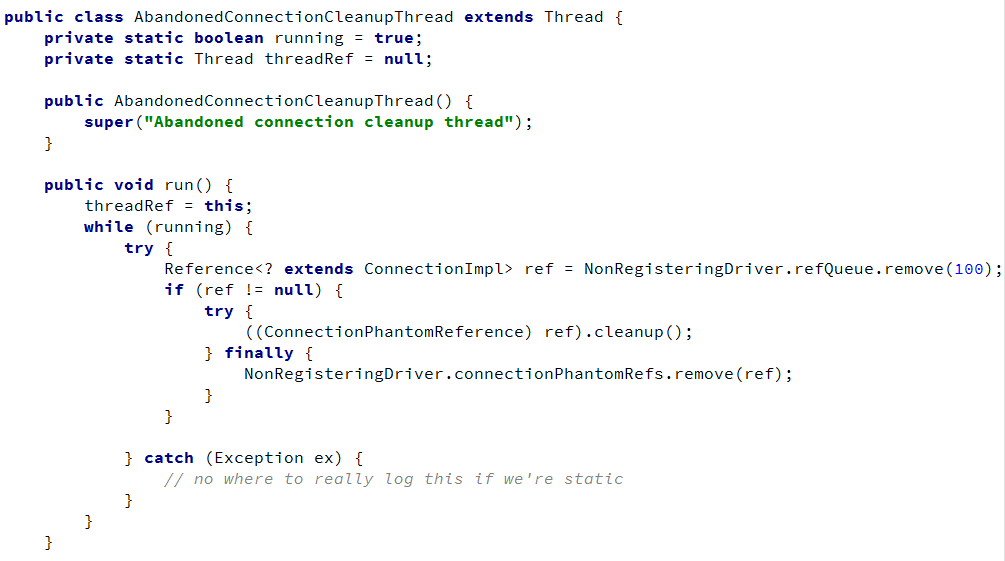 public class AbandonedConnectionCleanupThread extends Thread {
    private static boolean running = true;
    private static Thread threadRef = null;

    public AbandonedConnectionCleanupThread() {
        super("Abandoned connection cleanup thread");
    }

    public void run() {
        threadRef = this;
        while (running) {
            try {
                Reference<? extends ConnectionImpl> ref = NonRegisteringDriver.refQueue.remove(100);
                if (ref != null) {
                    try {
                        ((ConnectionPhantomReference) ref).cleanup();
                    } finally {
                        NonRegisteringDriver.connectionPhantomRefs.remove(ref);
                    }
                }

            } catch (Exception ex) {
                // no where to really log this if we're static
            }
        }
    }